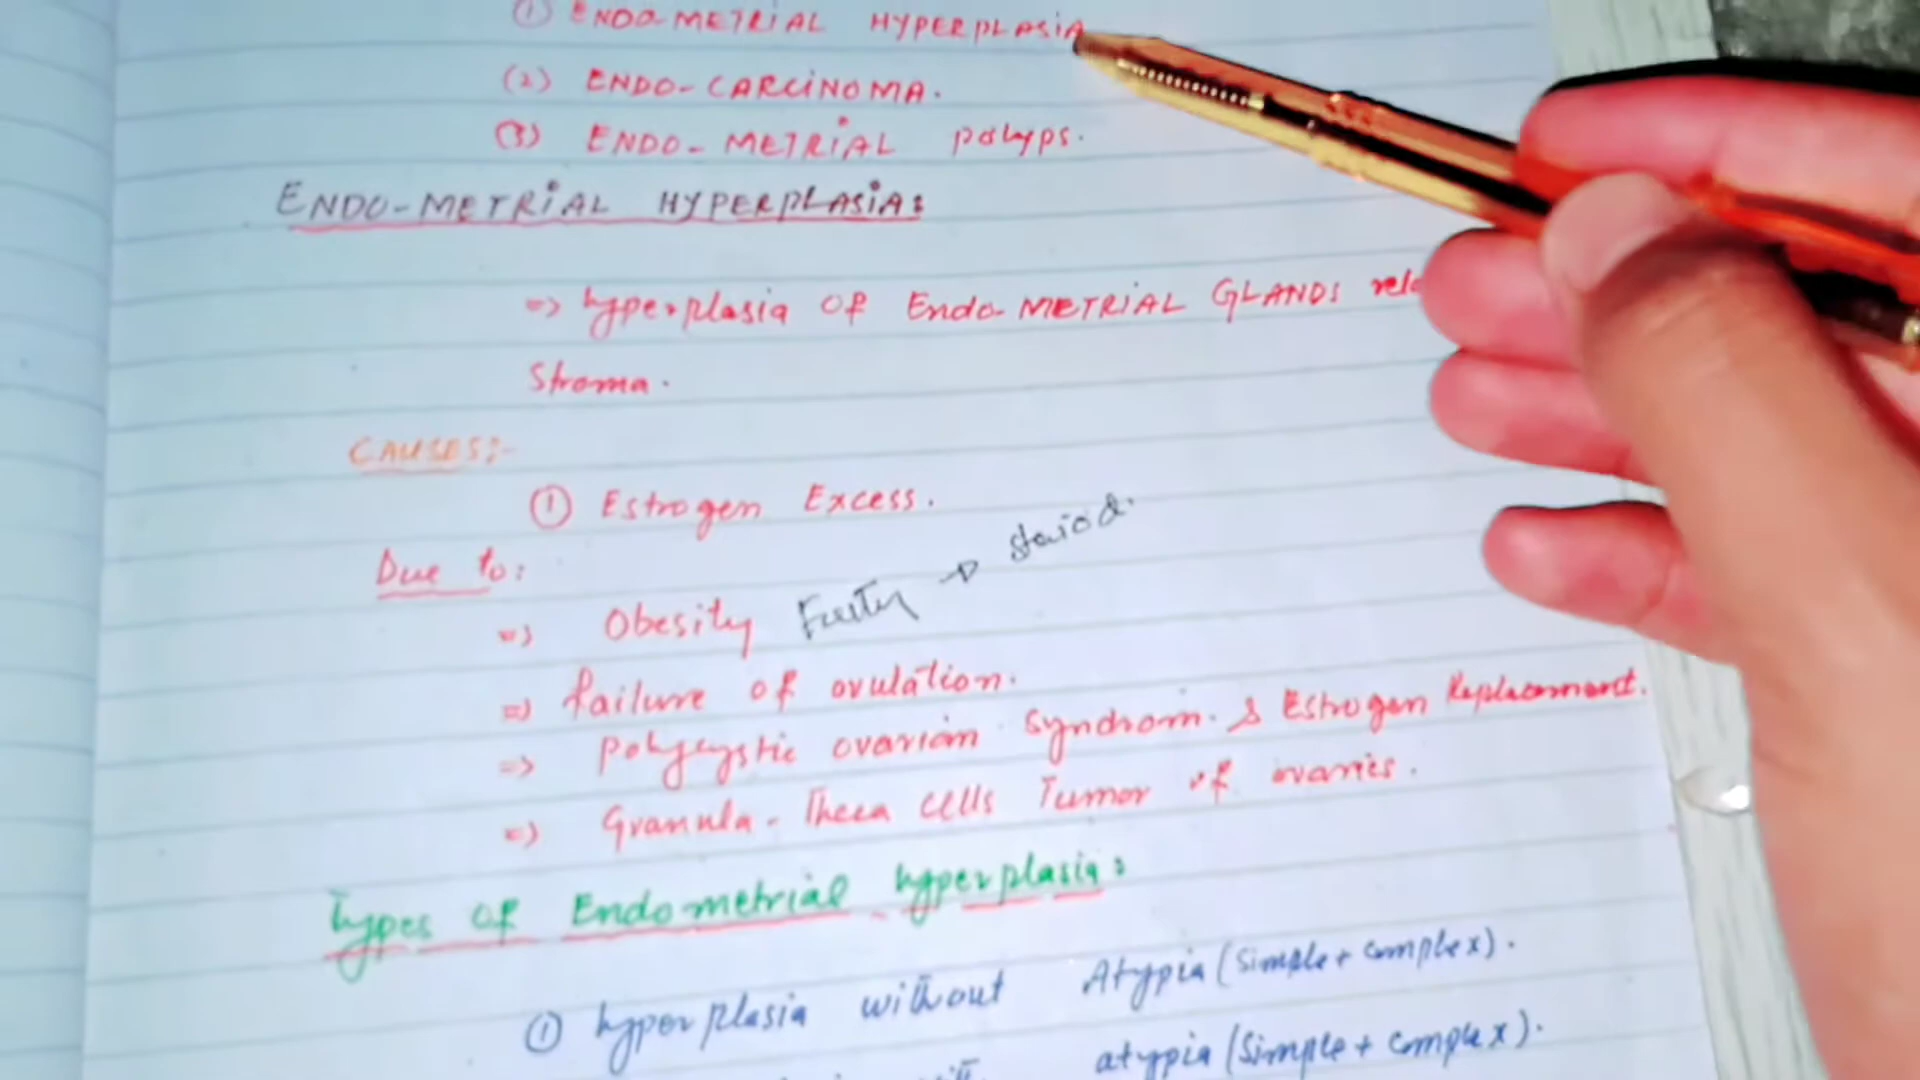 (1) ENDO-METRIAL HYPERPLASIA
(2) ENDO-CARCINOMA.
(3) ENDO-METRIAL polyps.
ENDO-METRIAL HYPERPLASIA:
=> hyperplasia OF Endo-METRIAL GLANDS
Stroma.
CAUSES:-
(1) Estrogen Excess.
Due to:
=> Obesity → steriod.
=> failure of ovulation.
=> Polycystic ovarian Syndrom. & Estrogen Replacement.
=> Granula-Theca cells Tumor of ovaries.
Types of Endometrial hyperplasia:
(1) hyperplasia without Atypia (simple + complex).
atypia (Simple + complex).